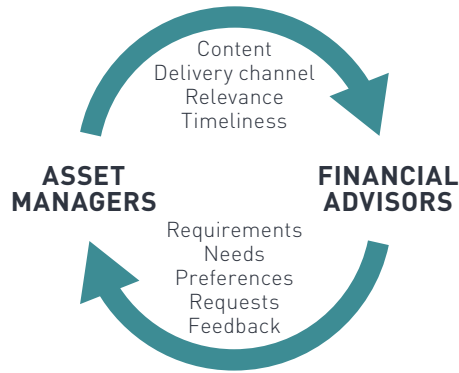 Content
Delivery channel
Relevance
Timeliness
ASSET
MANAGERS
FINANCIAL
ADVISORS
Requirements
Needs
Preferences
Requests
Feedback